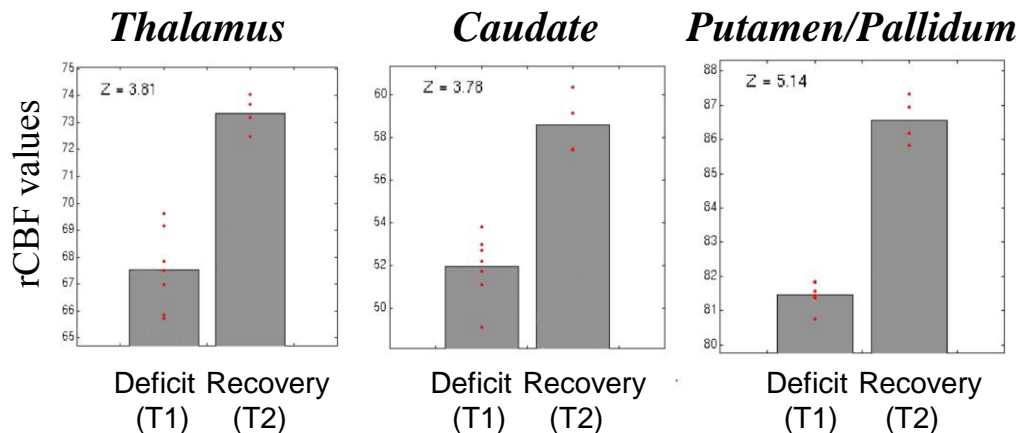 Thalamus
Caudate
Putamen/Pallidum
rCBF values
75
74
73
72
71
70
69
68
67
66
65
Z = 3.81
Deficit Recovery
(T1) (T2)
60
58
56
54
52
50
Z = 3.78
Deficit Recovery
(T1) (T2)
88
87
86
85
84
83
82
81
80
Z = 5.14
Deficit Recovery
(T1) (T2)